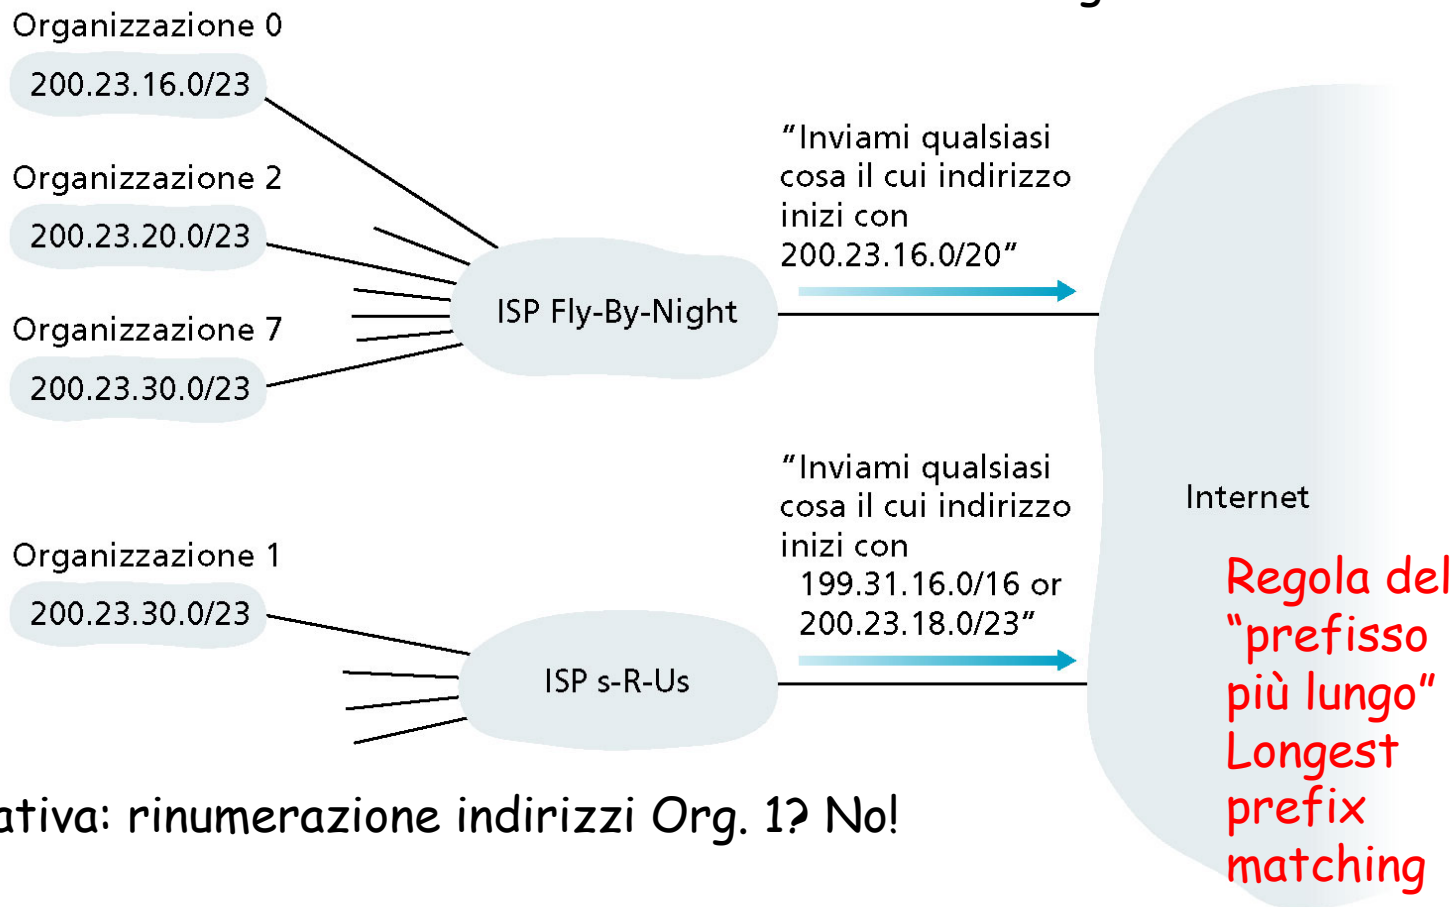 Organizzazione 0
200.23.16.0/23
Organizzazione 2
200.23.20.0/23
Organizzazione 7
200.23.30.0/23
ISP Fly-By-Night
"Inviami qualsiasi
cosa il cui indirizzo
inizi con
200.23.16.0/20"
Organizzazione 1
200.23.30.0/23
ISP s-R-Us
"Inviami qualsiasi
cosa il cui indirizzo
inizi con
199.31.16.0/16 or
200.23.18.0/23"
Internet
Regola del
"prefisso
più lungo"
Longest
prefix
matching
ativa: rinumerazione indirizzi Org. 1? No!